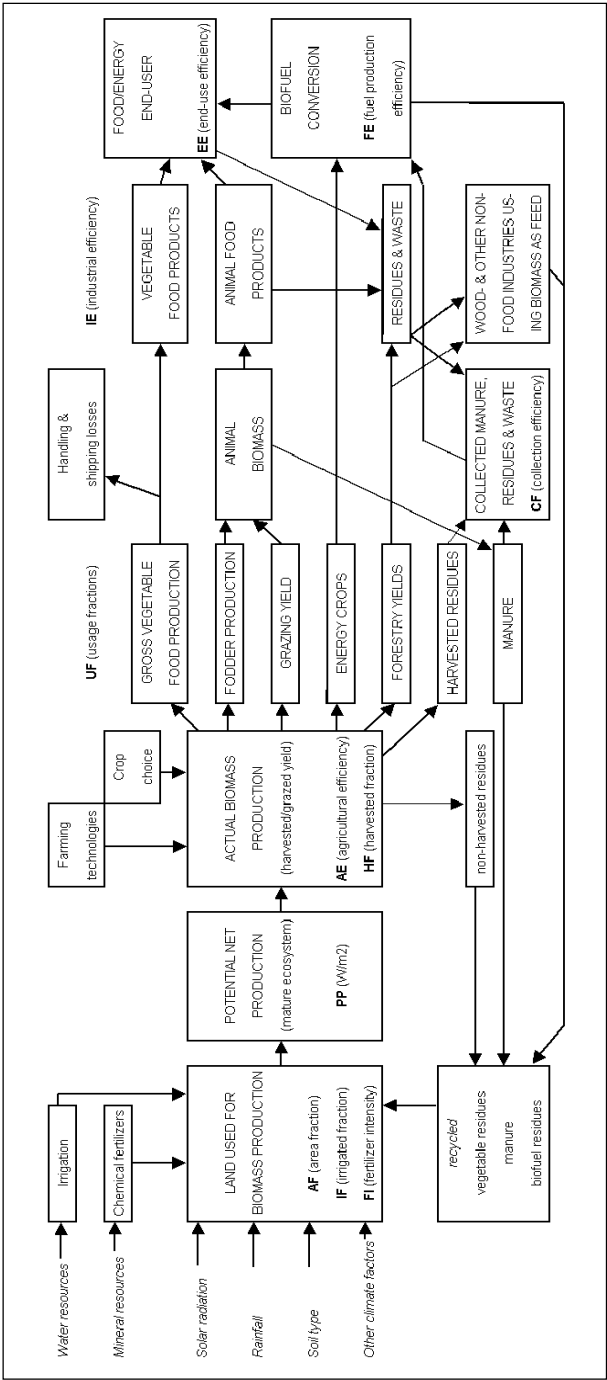 Water resources
Mineral resources
Solar radiation
Rainfall
Soil type
Other climate factors
Irrigation
Chemical fertilizers
LAND USED FOR
BIOMASS PRODUCTION
AF (area fraction)
IF (irrigated fraction)
FI (fertilizer intensity)
recycled
vegetable residues
manure
biofuel residues
POTENTIAL NET
PRODUCTION
(mature ecosystem)
PP (W/m2)
Farming
technologies
Crop
choice
ACTUAL BIOMASS
PRODUCTION
(harvested/grazed yield)
AE (agricultural efficiency)
HF (harvested fraction)
non-harvested residues
UF (usage fractions)
GROSS VEGETABLE
FOOD PRODUCTION
FODDER PRODUCTION
GRAZING YIELD
ENERGY CROPS
FORESTRY YIELDS
HARVESTED RESIDUES
MANURE
Handling &
shipping losses
ANIMAL
BIOMASS
COLLECTED MANURE,
RESIDUES & WASTE
CF (collection efficiency)
IE (industrial efficiency)
VEGETABLE
FOOD PRODUCTS
ANIMAL FOOD
PRODUCTS
RESIDUES & WASTE
WOOD- & OTHER NON-
FOOD INDUSTRIES US-
ING BIOMASS AS FEED
FOOD/ENERGY
END-USER
EE (end-use efficiency)
BIOFUEL
CONVERSION
FE (fuel production
efficiency)